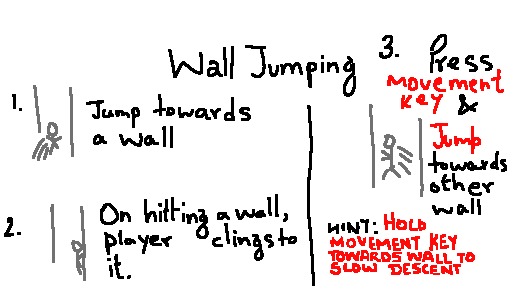 Wall Jumping
1. Jump towards
a wall
2. On hitting a wall,
player clings to
it.
3. Press
MOVEMENT
KEY &
Jump
towards
other
wall
HINT: HOLD
MOVEMENT KEY
TOWARDS WALL TO
SLOW DESCENT